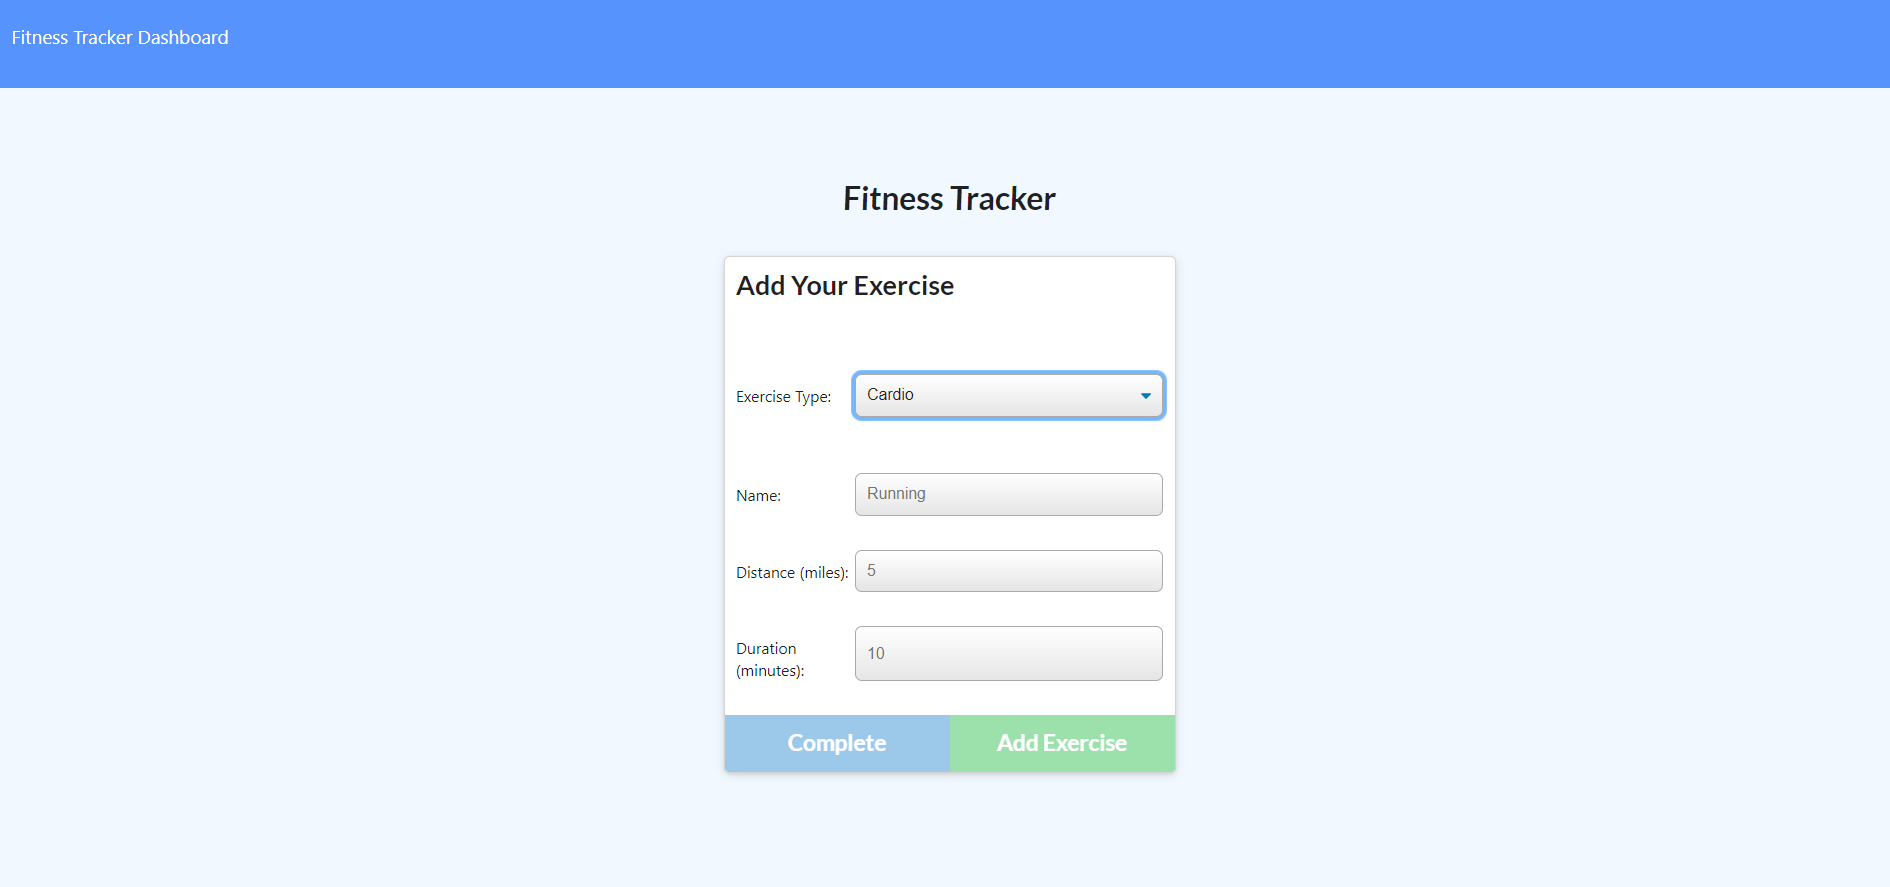 Fitness Tracker Dashboard
Fitness Tracker
Add Your Exercise
Exercise Type: Cardio
Name: Running
Distance (miles): 5
Duration
(minutes): 10
Complete Add Exercise